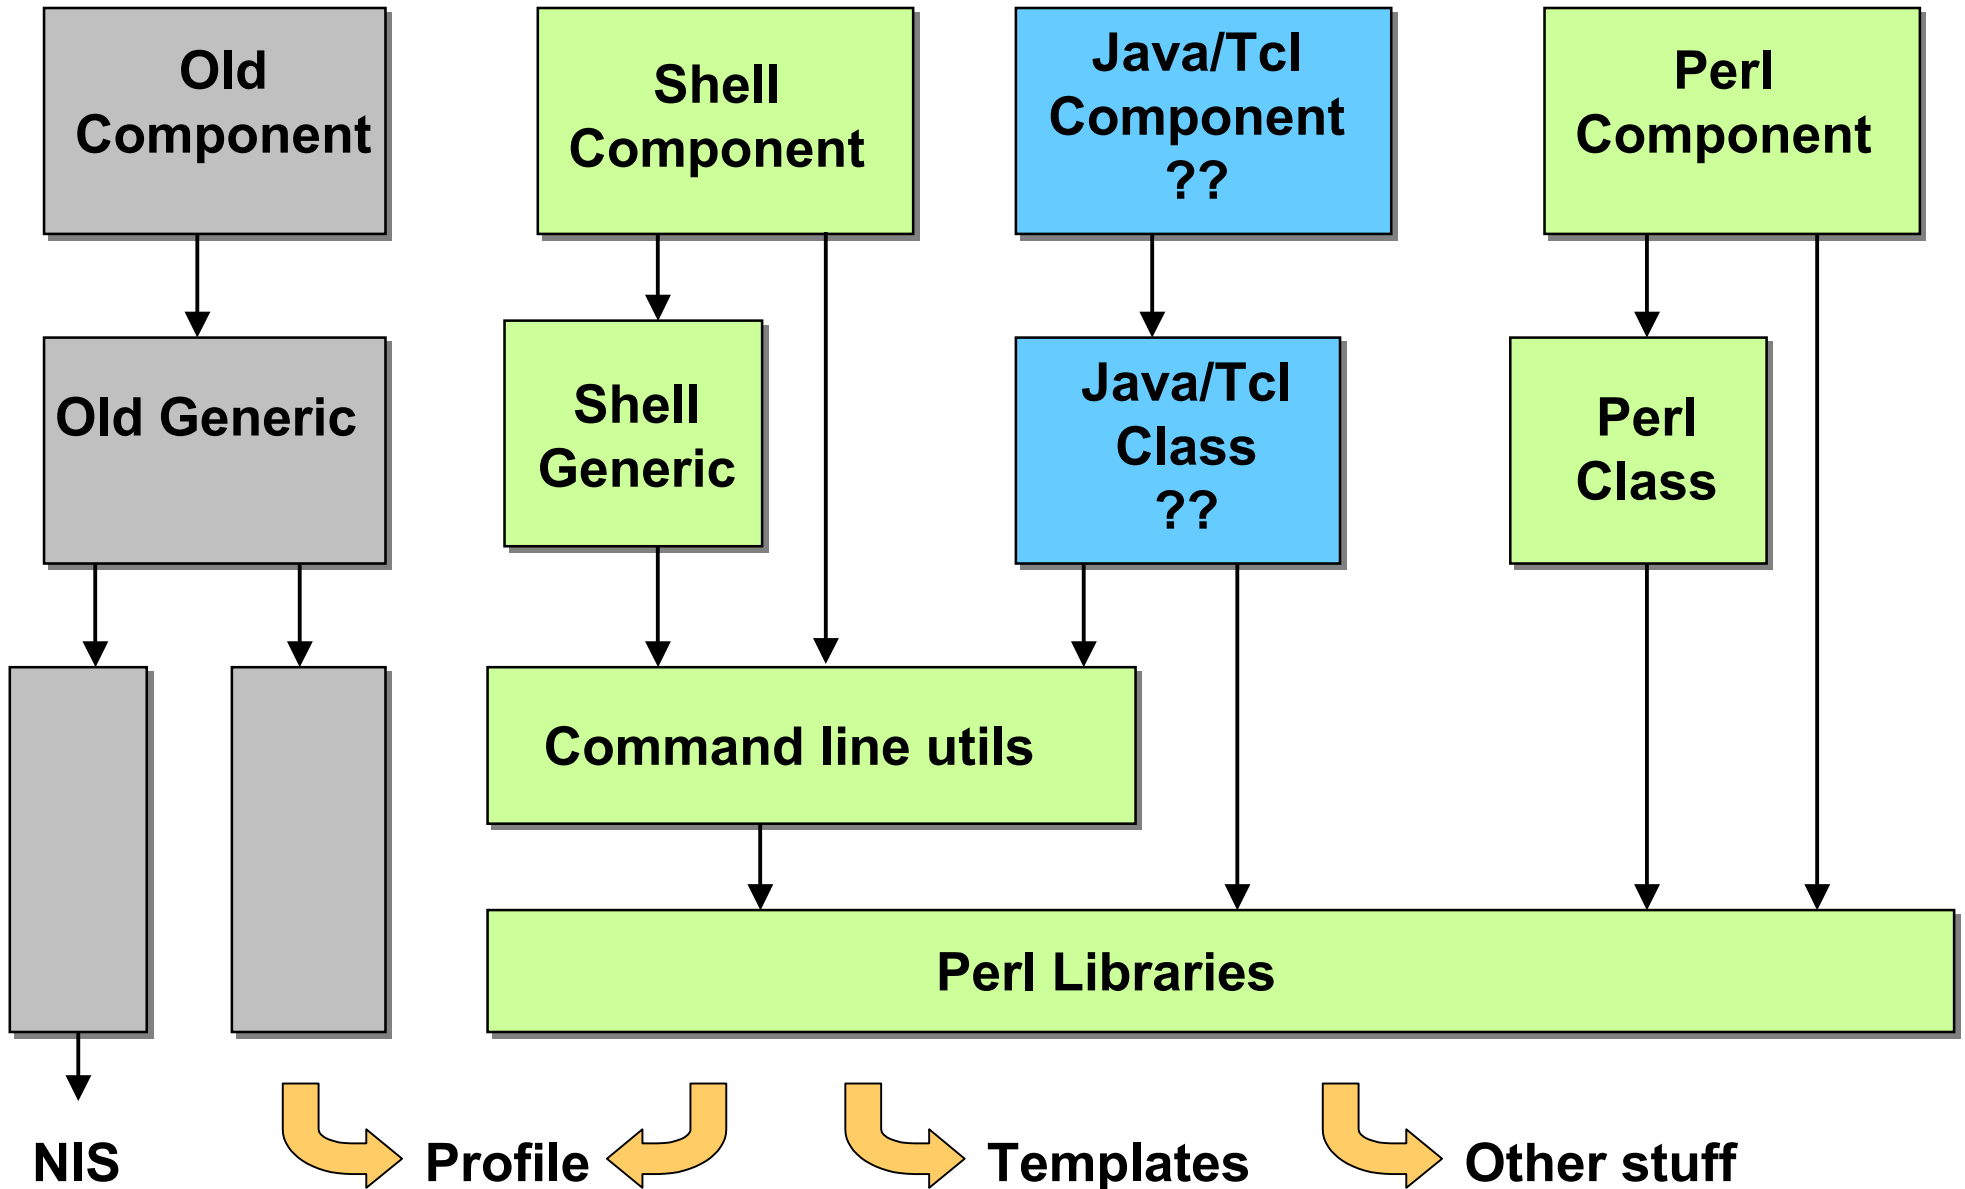 Old
Component
Shell
Component
Java/Tcl
Component
??
Perl
Component
Old Generic
Shell
Generic
Java/Tcl
Class
??
Perl
Class
Command line utils
Perl Libraries
NIS
Profile
Templates
Other stuff